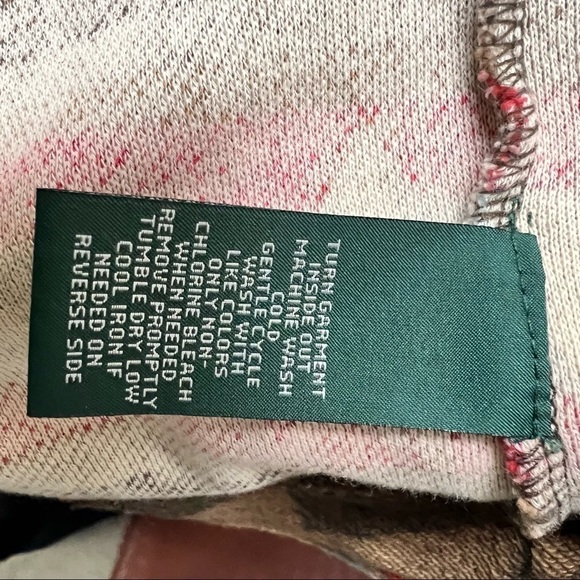 TURN GARMENT
INSIDE OUT
MACHINE WASH
COLD
GENTLE CYCLE
WASH WITH
LIKE COLORS
ONLY NON-
CHLORINE BLEACH
WHEN NEEDED
REMOVE PROMPTLY
TUMBLE DRY LOW
COOL IRON IF
NEEDED ON
REVERSE SIDE